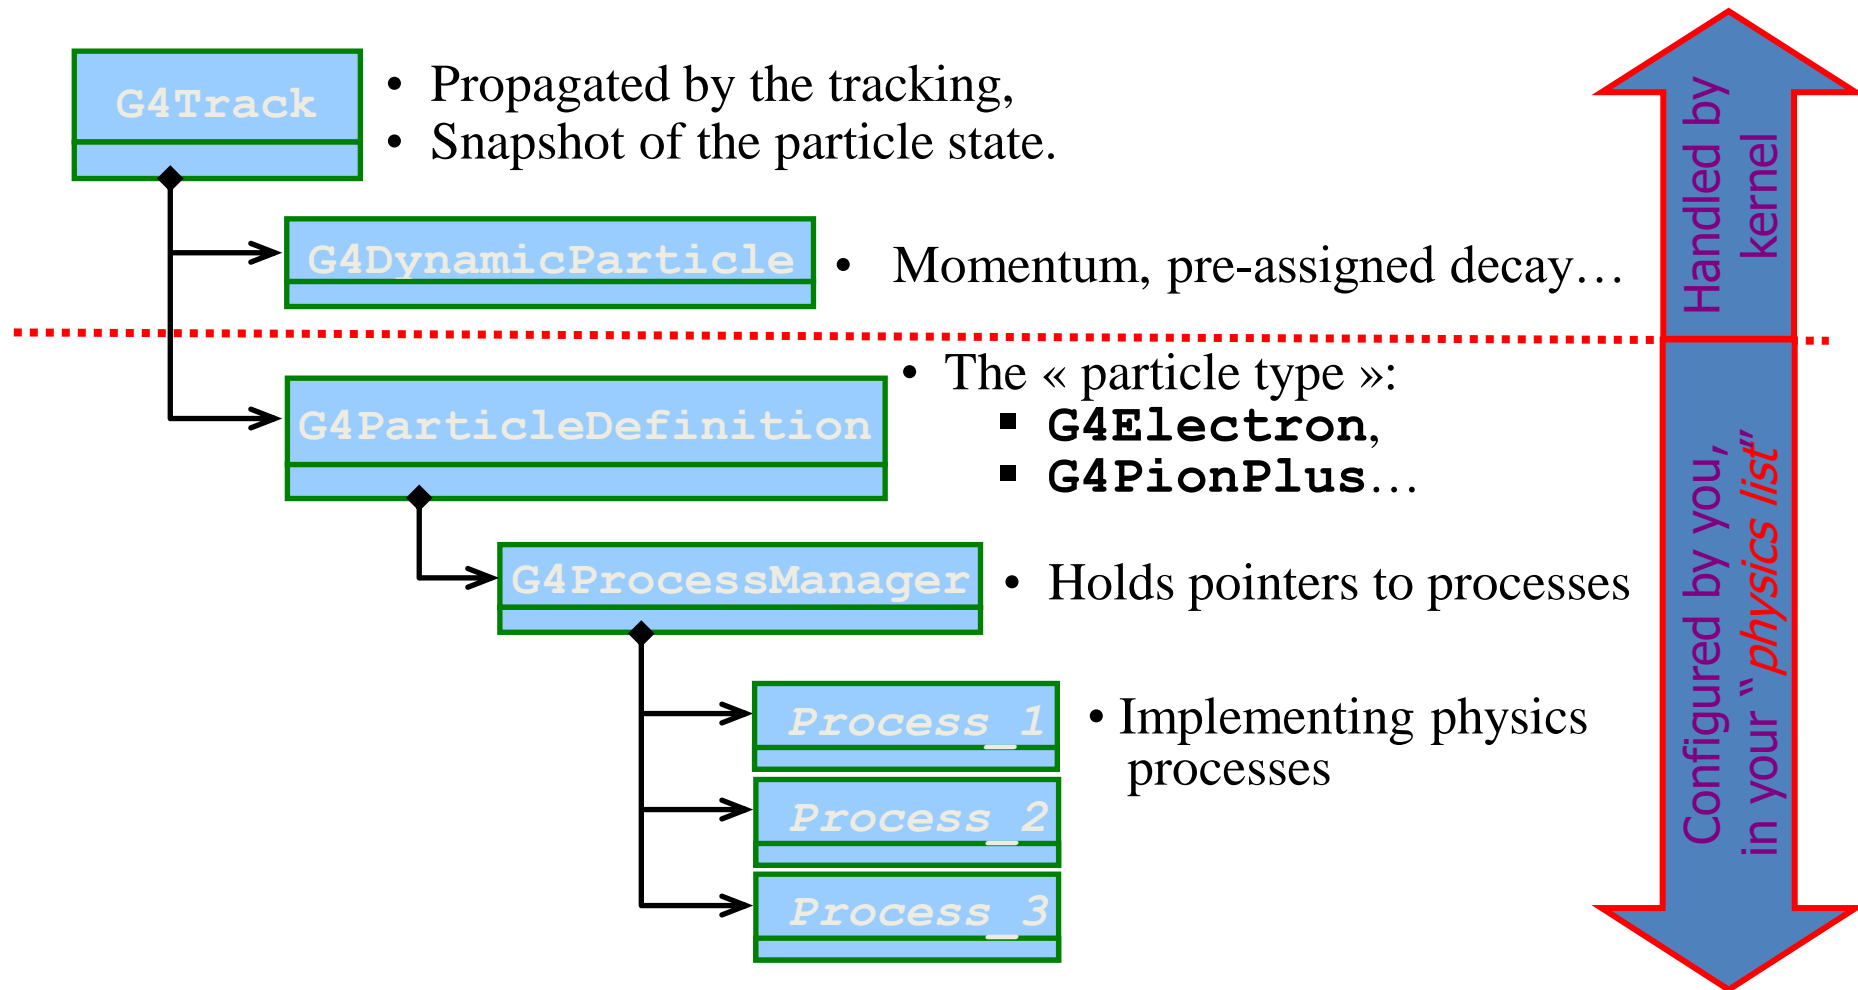 G4Track
• Propagated by the tracking,
• Snapshot of the particle state.
G4DynamicParticle
• Momentum, pre-assigned decay…
G4ParticleDefinition
• The « particle type »:
▪ G4Electron,
▪ G4PionPlus…
G4ProcessManager
• Holds pointers to processes
Process_1
• Implementing physics
processes
Process_2
Process_3
Handled by
kernel
Configured by you,
in your “physics list”